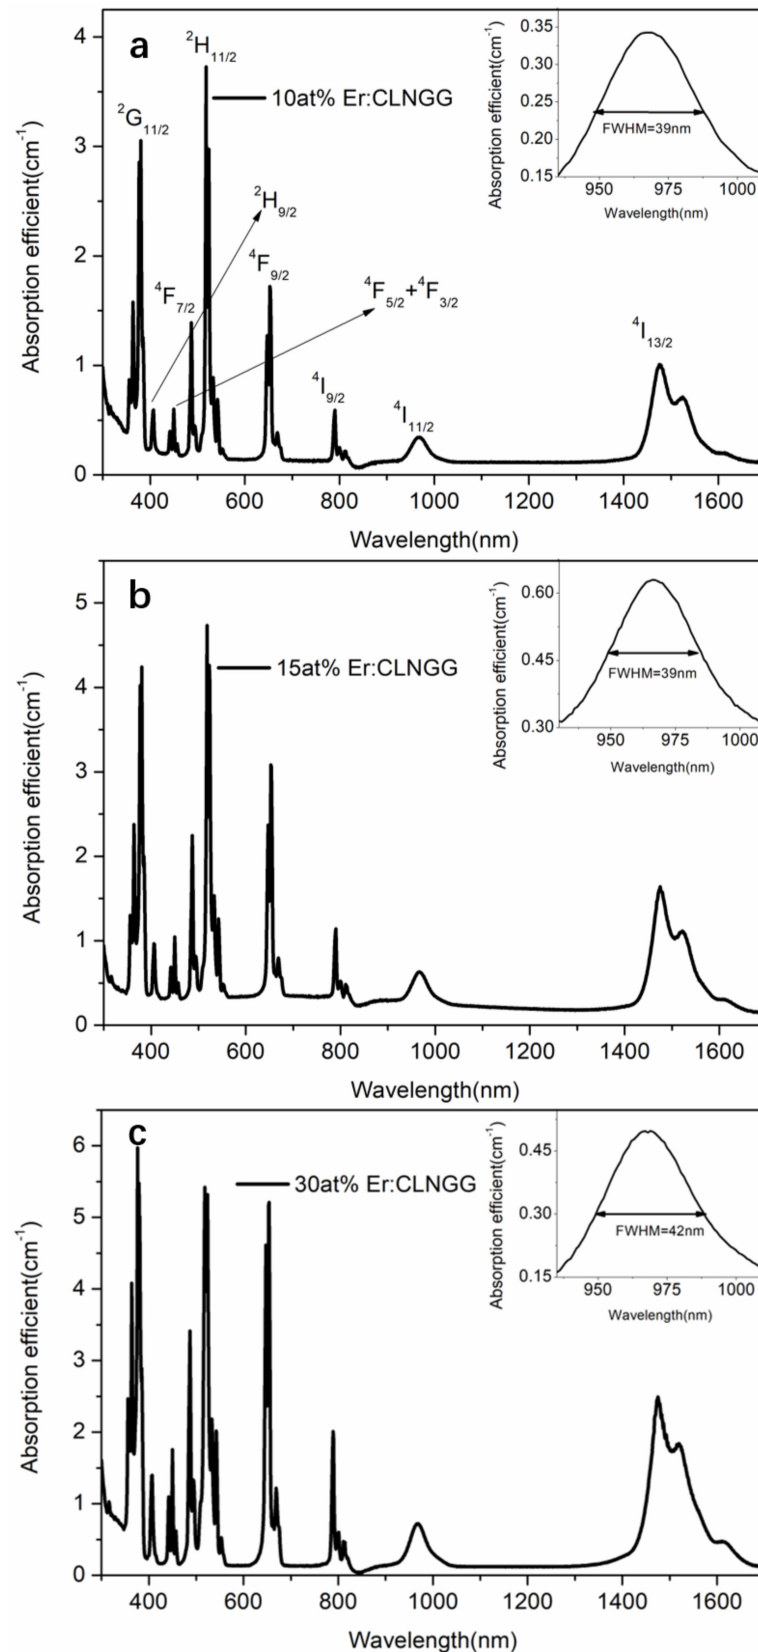 a
²H₁₁/₂
10at% Er:CLNGG
²G₁₁/₂
²H₉/₂
⁴F₇/₂
⁴F₉/₂
⁴F₅/₂+⁴F₃/₂
⁴I₉/₂
⁴I₁₁/₂
⁴I₁₃/₂
Absorption efficient(cm⁻¹)
4
3
2
1
0
400 600 800 1000 1200 1400 1600
Wavelength(nm)
Absorption efficient(cm⁻¹)
0.35
0.30
0.25
0.20
0.15
FWHM=39nm
950 975 1000
Wavelength(nm)
b
15at% Er:CLNGG
Absorption efficient(cm⁻¹)
5
4
3
2
1
0
400 600 800 1000 1200 1400 1600
Wavelength(nm)
Absorption efficient(cm⁻¹)
0.60
0.45
0.30
FWHM=39nm
950 975 1000
Wavelength(nm)
c
30at% Er:CLNGG
Absorption efficient(cm⁻¹)
6
5
4
3
2
1
0
400 600 800 1000 1200 1400 1600
Wavelength(nm)
Absorption efficient(cm⁻¹)
0.45
0.30
0.15
FWHM=42nm
950 975 1000
Wavelength(nm)